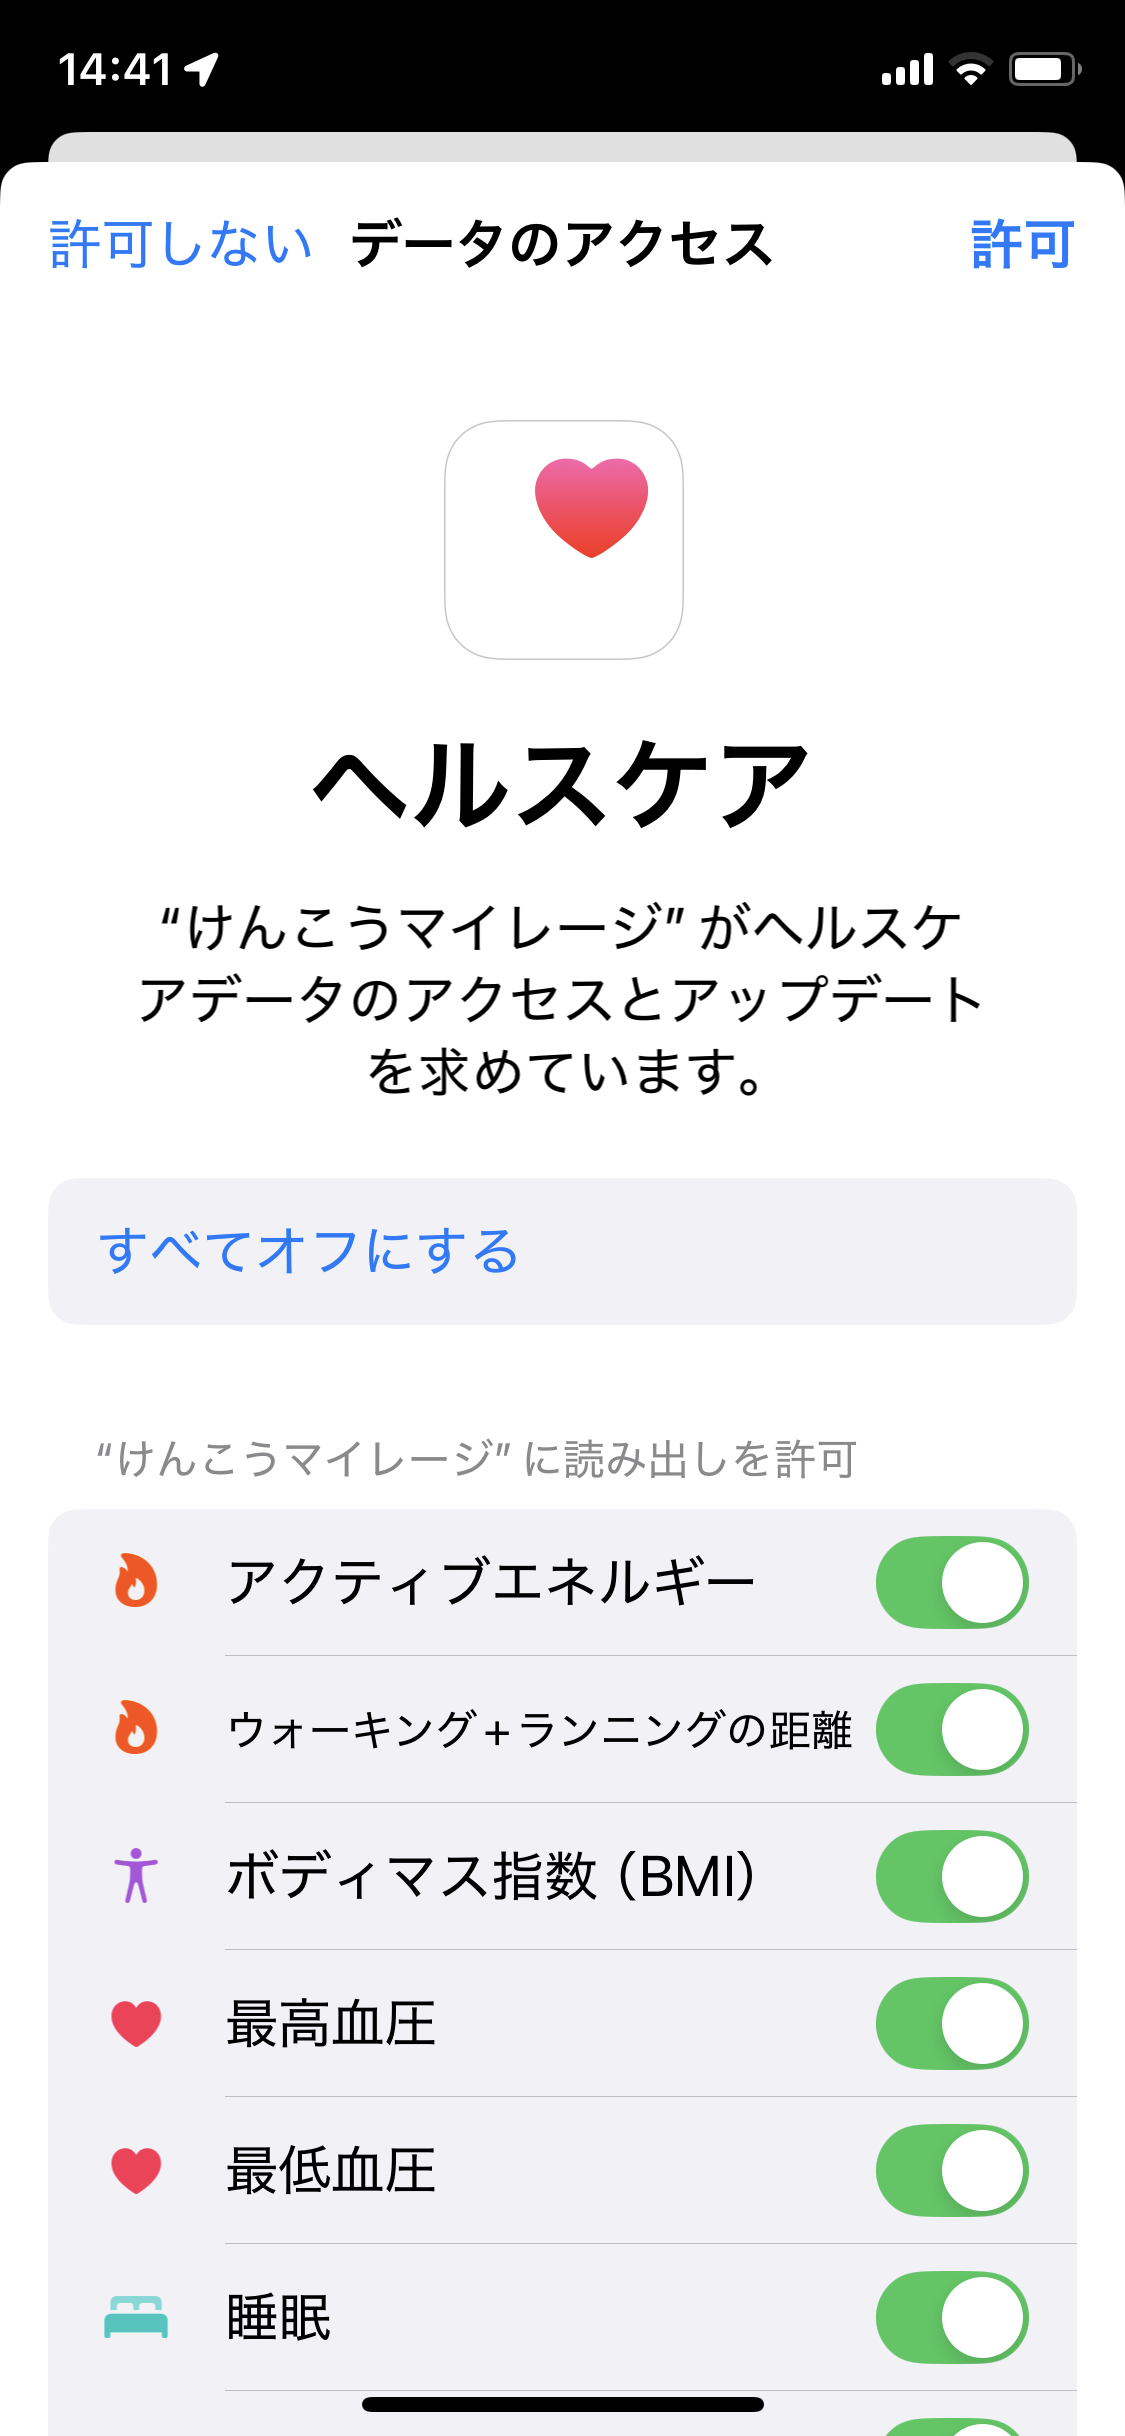 14:41
許可しない データのアクセス 許可
ヘルスケア
“けんこうマイレージ” がヘルスケ
アデータのアクセスとアップデート
を求めています。
すべてオフにする
“けんこうマイレージ” に読み出しを許可
アクティブエネルギー
ウォーキング+ランニングの距離
ボディマス指数（BMI）
最高血圧
最低血圧
睡眠